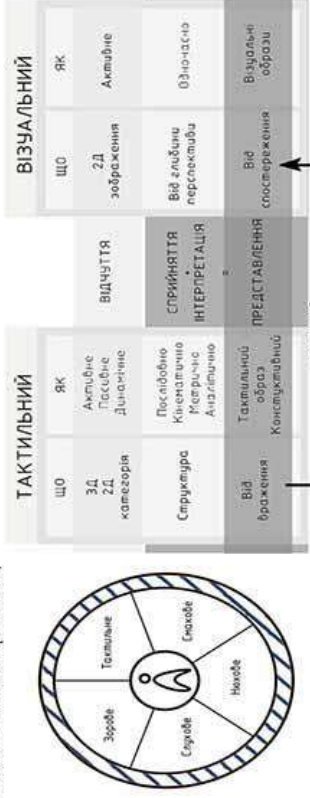 Зорове
Тактильне
Слухове
Смакове
Нюхове
ТАКТИЛЬНИЙ
ЩО
ЯК
3Д
2Д
категорія
Активне
Пасивне
Динамічне
Структура
Послідовно
Кінематично
Метрично
Аналітично
Від
враження
Тактильний
образ
Констуктивний
ВІДЧУТТЯ
СПРИЙНЯТТЯ
+
ІНТЕРПРЕТАЦІЯ
=
ПРЕДСТАВЛЕННЯ
ВІЗУАЛЬНИЙ
ЩО
ЯК
2Д
зображення
Активне
Від глибини
перспективи
Одночасно
Від
спостереження
Візуальні
образи